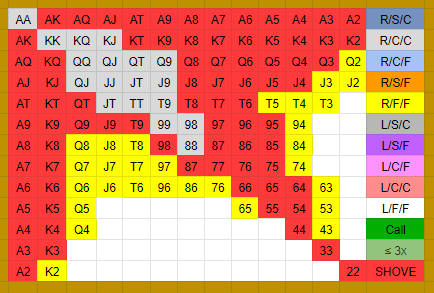 AA AK AQ AJ AT A9 A8 A7 A6 A5 A4 A3 A2 R/S/C
AK KK KQ KJ KT K9 K8 K7 K6 K5 K4 K3 K2 R/C/C
AQ KQ QQ QJ QT Q9 Q8 Q7 Q6 Q5 Q4 Q3 Q2 R/C/F
AJ KJ QJ JJ JT J9 J8 J7 J6 J5 J4 J3 J2 R/S/F
AT KT QT JT TT T9 T8 T7 T6 T5 T4 T3 R/F/F
A9 K9 Q9 J9 T9 99 98 97 96 95 94 L/S/C
A8 K8 Q8 J8 T8 98 88 87 86 85 84 L/S/F
A7 K7 Q7 J7 T7 97 87 77 76 75 74 L/C/F
A6 K6 Q6 J6 T6 96 86 76 66 65 64 63 L/C/C
A5 K5 Q5 65 55 54 53 L/F/F
A4 K4 Q4 44 43 Call
A3 K3 33 ≤ 3x
A2 K2 22 SHOVE